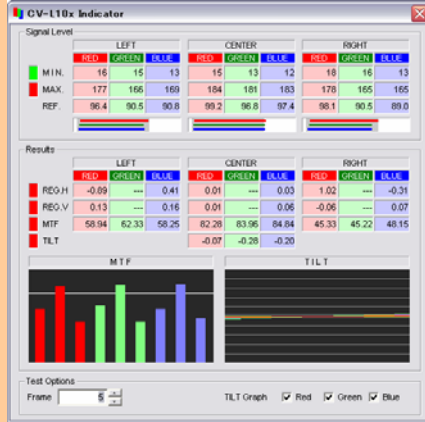 CV-L10x Indicator
Signal Level
LEFT CENTER RIGHT
RED GREEN BLUE RED GREEN BLUE RED GREEN BLUE
MIN. 16 15 13 15 13 12 18 16 13
MAX. 177 166 169 184 181 183 178 165 165
REF. 96.4 90.5 90.8 99.2 96.8 97.4 98.1 90.5 89.0
Results
LEFT CENTER RIGHT
RED GREEN BLUE RED GREEN BLUE RED GREEN BLUE
REG.H -0.89 --- 0.41 0.01 --- 0.03 1.02 --- -0.31
REG.V 0.13 --- 0.16 0.01 --- 0.06 -0.06 --- 0.07
MTF 58.94 62.33 58.25 82.28 83.96 84.84 45.33 45.22 48.15
TILT -0.07 -0.28 -0.20
MTF TILT
Test Options
Frame 5 TILT Graph Red Green Blue